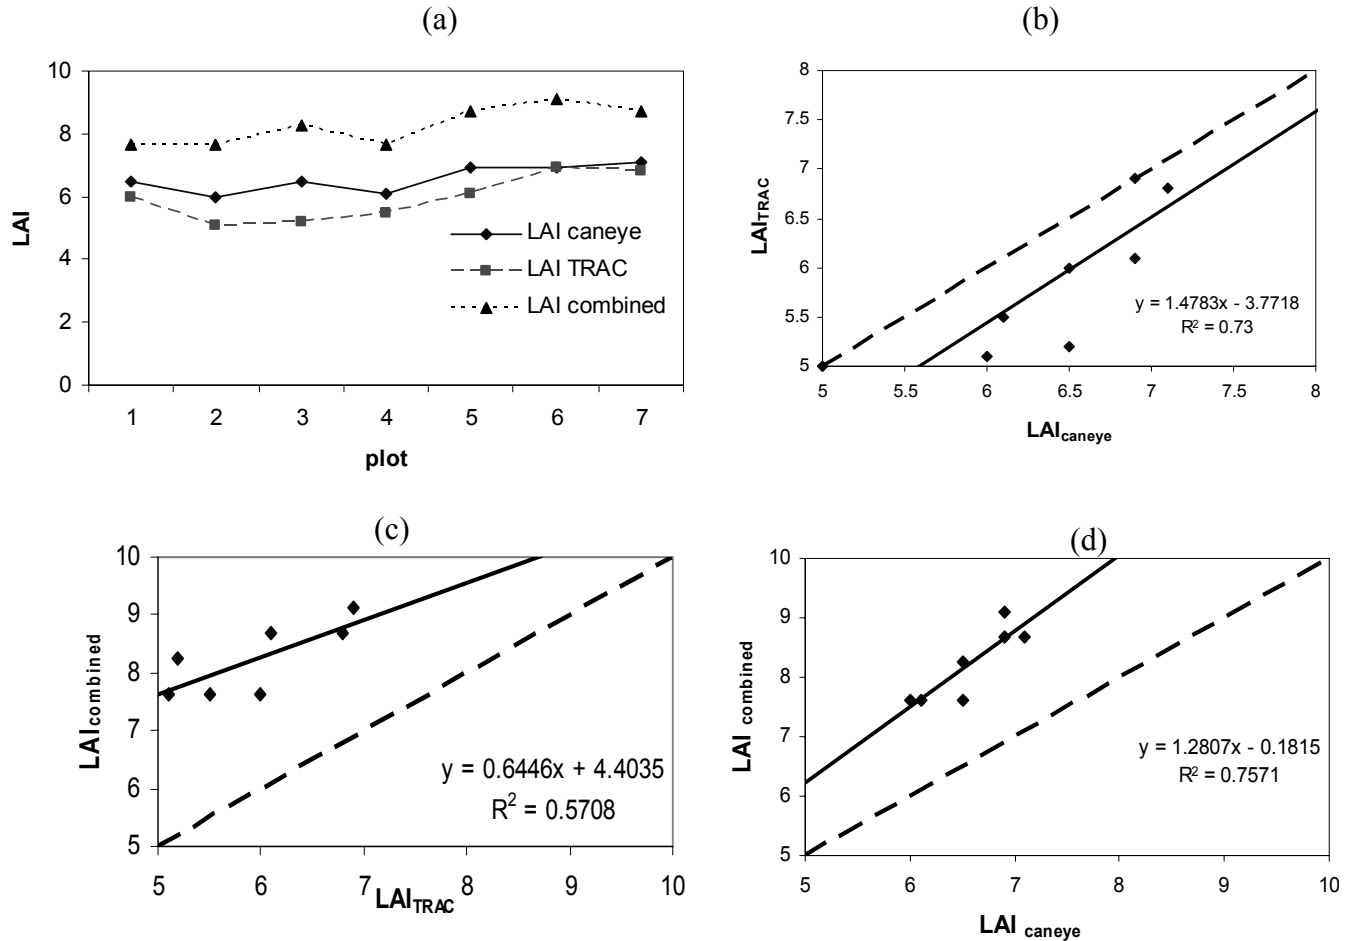 (a)
10
8
6
4
2
0
LAI
1 2 3 4 5 6 7
plot
LAI caneye
LAI TRAC
LAI combined
(b)
8
7.5
7
6.5
6
5.5
5
LAITRAC
5 5.5 6 6.5 7 7.5 8
LAIcaneye
y = 1.4783x - 3.7718
R² = 0.73
(c)
10
9
8
7
6
5
LAIcombined
5 6 7 8 9 10
LAITRAC
y = 0.6446x + 4.4035
R² = 0.5708
(d)
10
9
8
7
6
5
LAI combined
5 6 7 8 9 10
LAI caneye
y = 1.2807x - 0.1815
R² = 0.7571